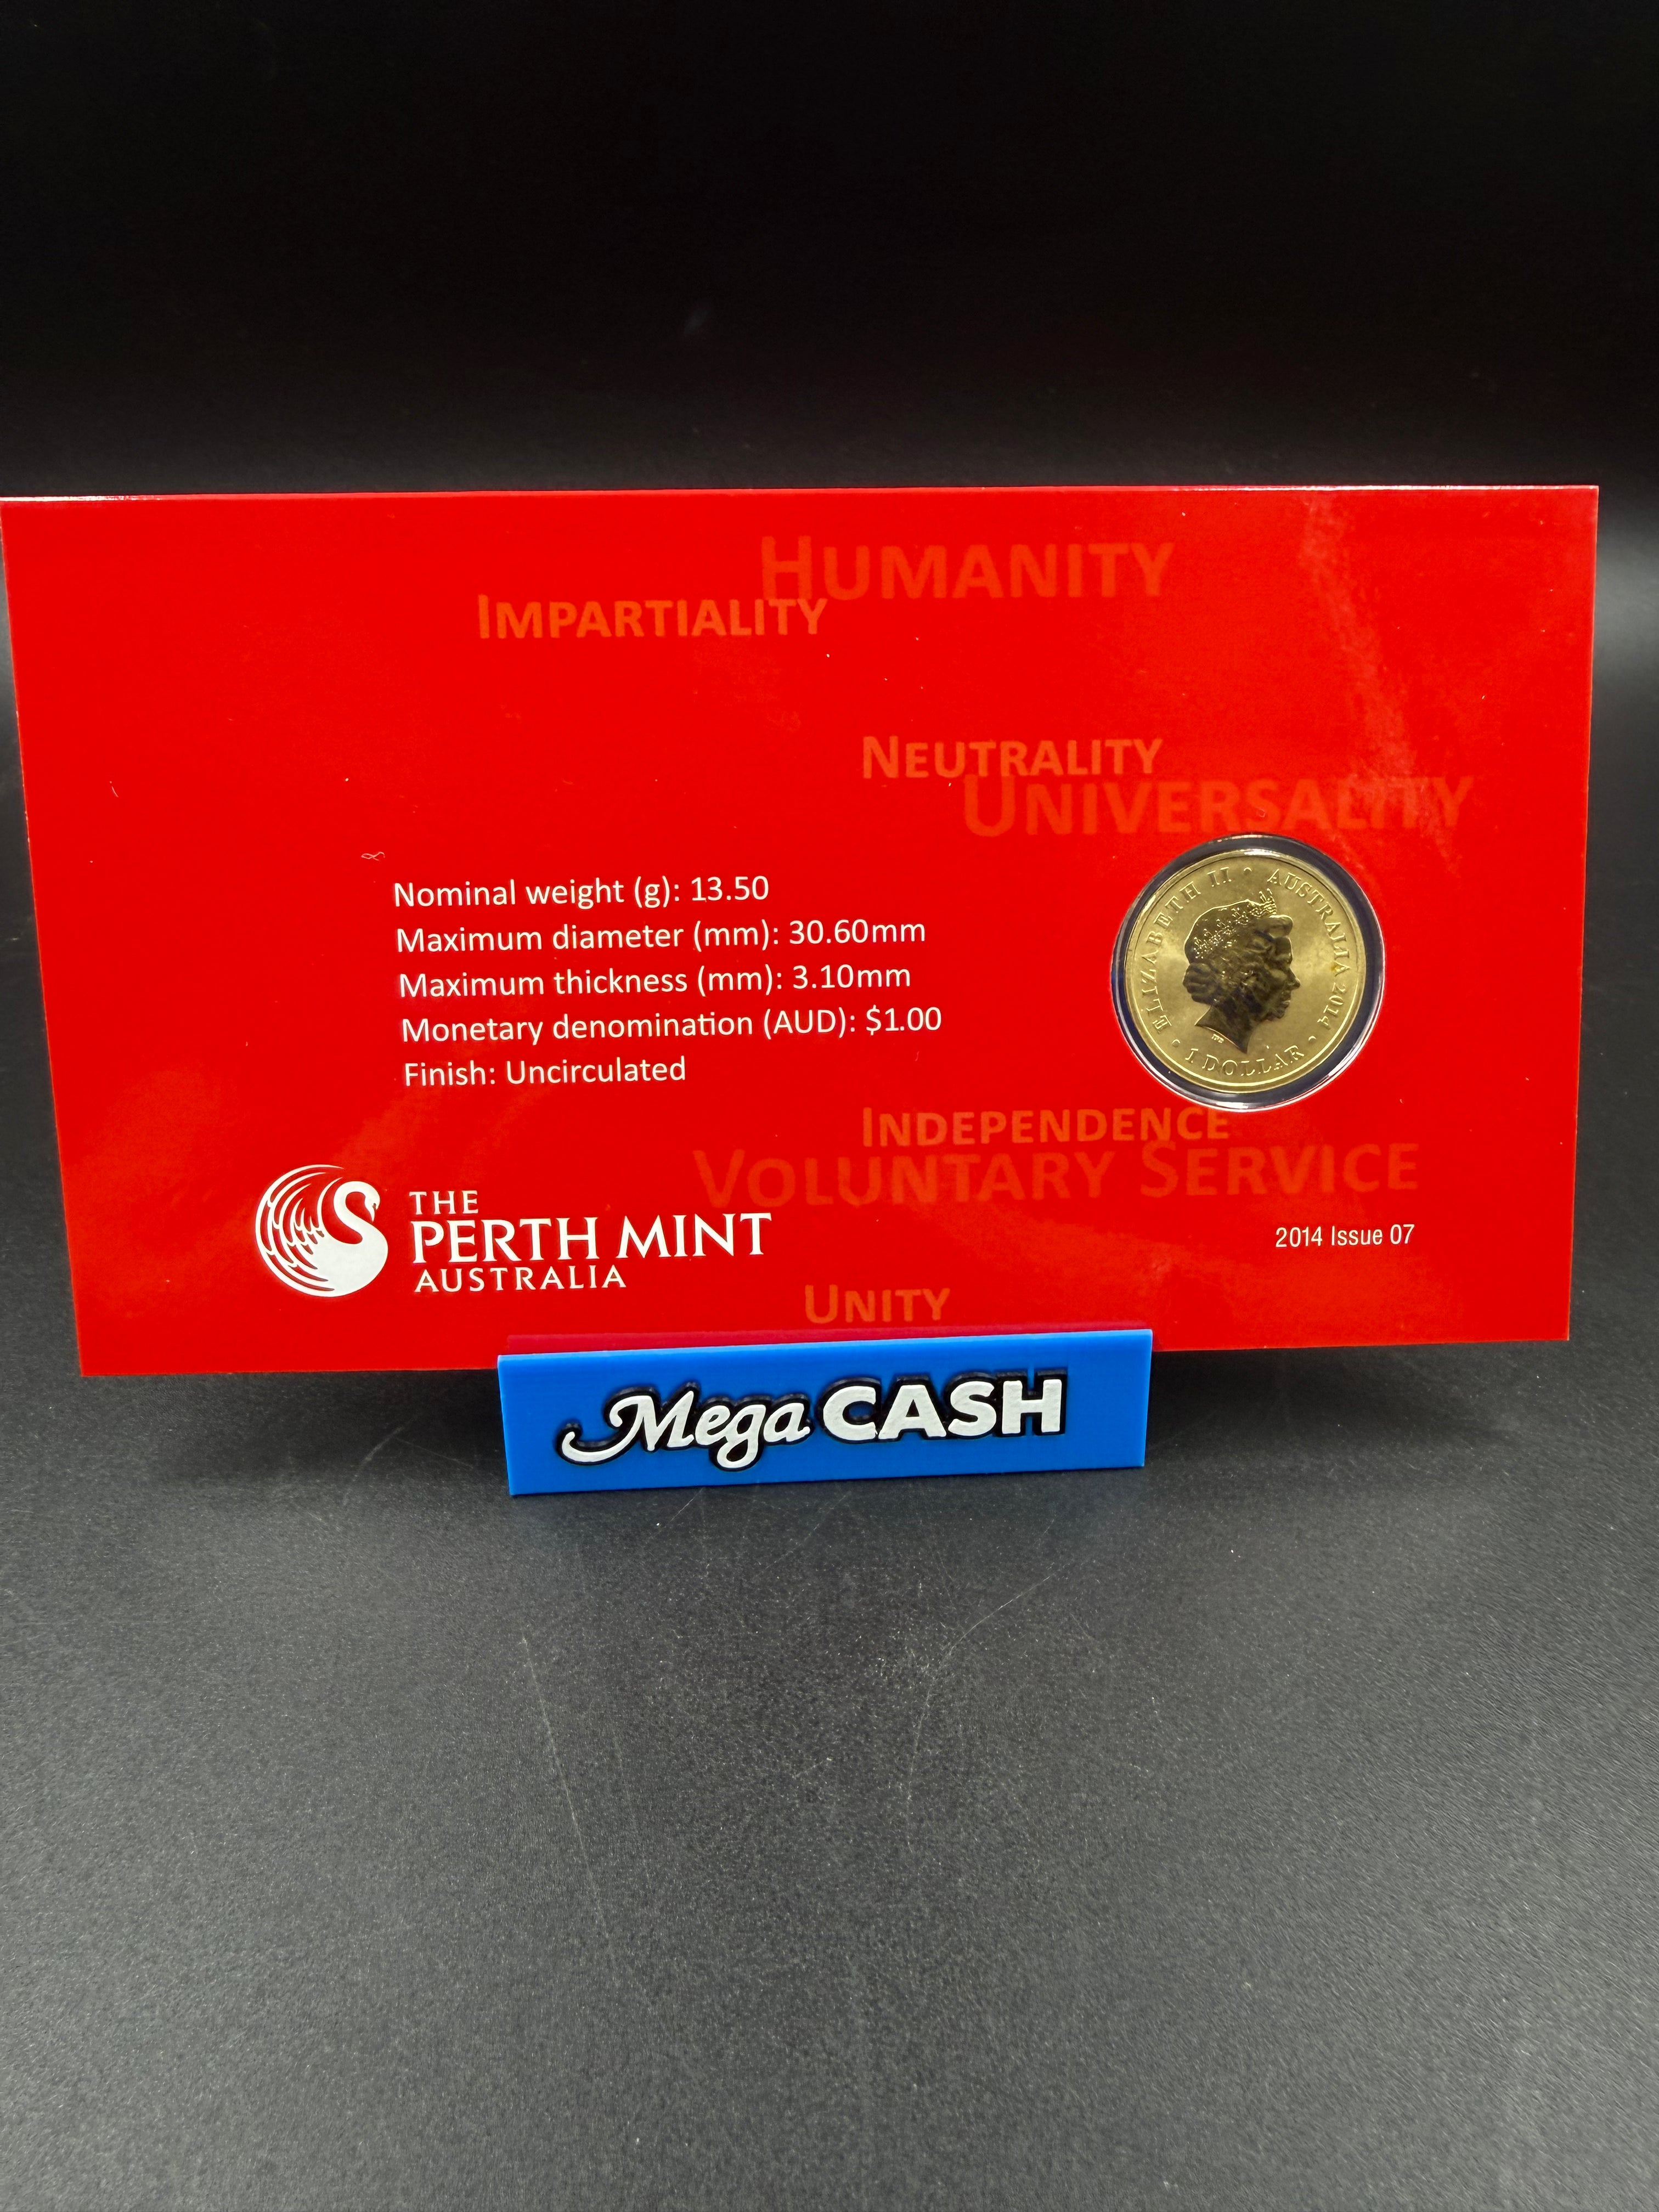 HUMANITY
IMPARTIALITY
NEUTRALITY
UNIVERSALITY
Nominal weight (g): 13.50
Maximum diameter (mm): 30.60mm
Maximum thickness (mm): 3.10mm
Monetary denomination (AUD): $1.00
Finish: Uncirculated
ELIZABETH II • AUSTRALIA 2014
• 1 DOLLAR •
INDEPENDENCE
VOLUNTARY SERVICE
THE
PERTH MINT
AUSTRALIA
2014 Issue 07
UNITY
Mega CASH